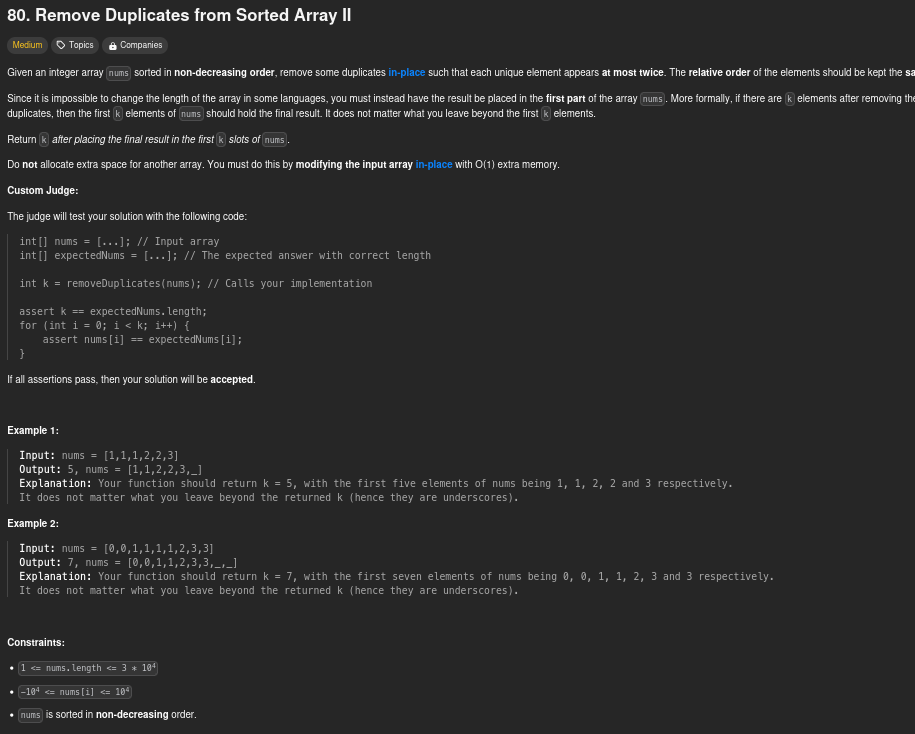 80. Remove Duplicates from Sorted Array II
Medium Topics Companies
Given an integer array nums sorted in non-decreasing order, remove some duplicates in-place such that each unique element appears at most twice. The relative order of the elements should be kept the
Since it is impossible to change the length of the array in some languages, you must instead have the result be placed in the first part of the array nums. More formally, if there are k elements after removing the
duplicates, then the first k elements of nums should hold the final result. It does not matter what you leave beyond the first k elements.
Return k after placing the final result in the first k slots of nums.
Do not allocate extra space for another array. You must do this by modifying the input array in-place with O(1) extra memory.
Custom Judge:
The judge will test your solution with the following code:
int[] nums = [...]; // Input array
int[] expectedNums = [...]; // The expected answer with correct length
int k = removeDuplicates(nums); // Calls your implementation
assert k == expectedNums.length;
for (int i = 0; i < k; i++) {
    assert nums[i] == expectedNums[i];
}
If all assertions pass, then your solution will be accepted.
Example 1:
Input: nums = [1,1,1,2,2,3]
Output: 5, nums = [1,1,2,2,3,_]
Explanation: Your function should return k = 5, with the first five elements of nums being 1, 1, 2, 2 and 3 respectively.
It does not matter what you leave beyond the returned k (hence they are underscores).
Example 2:
Input: nums = [0,0,1,1,1,1,2,3,3]
Output: 7, nums = [0,0,1,1,2,3,3,_,_]
Explanation: Your function should return k = 7, with the first seven elements of nums being 0, 0, 1, 1, 2, 3 and 3 respectively.
It does not matter what you leave beyond the returned k (hence they are underscores).
Constraints:
• 1 <= nums.length <= 3 * 10⁴
• -10⁴ <= nums[i] <= 10⁴
• nums is sorted in non-decreasing order.